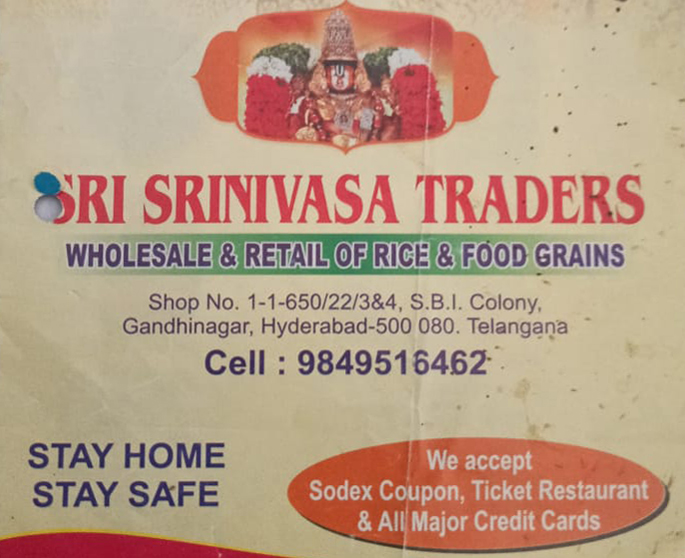 SRI SRINIVASA TRADERS
WHOLESALE & RETAIL OF RICE & FOOD GRAINS
Shop No. 1-1-650/22/3&4, S.B.I. Colony,
Gandhinagar, Hyderabad-500 080. Telangana
Cell : 9849516462
STAY HOME
STAY SAFE
We accept
Sodex Coupon, Ticket Restaurant
& All Major Credit Cards